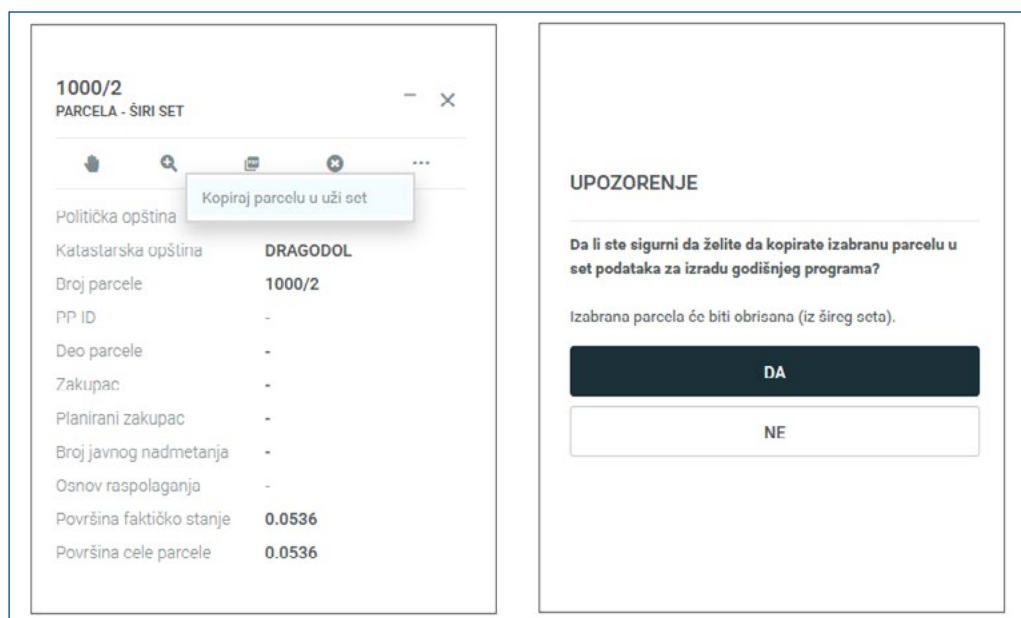 1000/2
PARCELA - ŠIRI SET
Kopiraj parcelu u uži set
Politička opština
Katastarska opština DRAGODOL
Broj parcele 1000/2
PP ID -
Deo parcele -
Zakupac -
Planirani zakupac -
Broj javnog nadmetanja -
Osnov raspolaganja -
Površina faktičko stanje 0.0536
Površina cele parcele 0.0536
UPOZORENJE
Da li ste sigurni da želite da kopirate izabranu parcelu u
set podataka za izradu godišnjeg programa?
Izabrana parcela će biti obrisana (iz šireg seta).
DA
NE